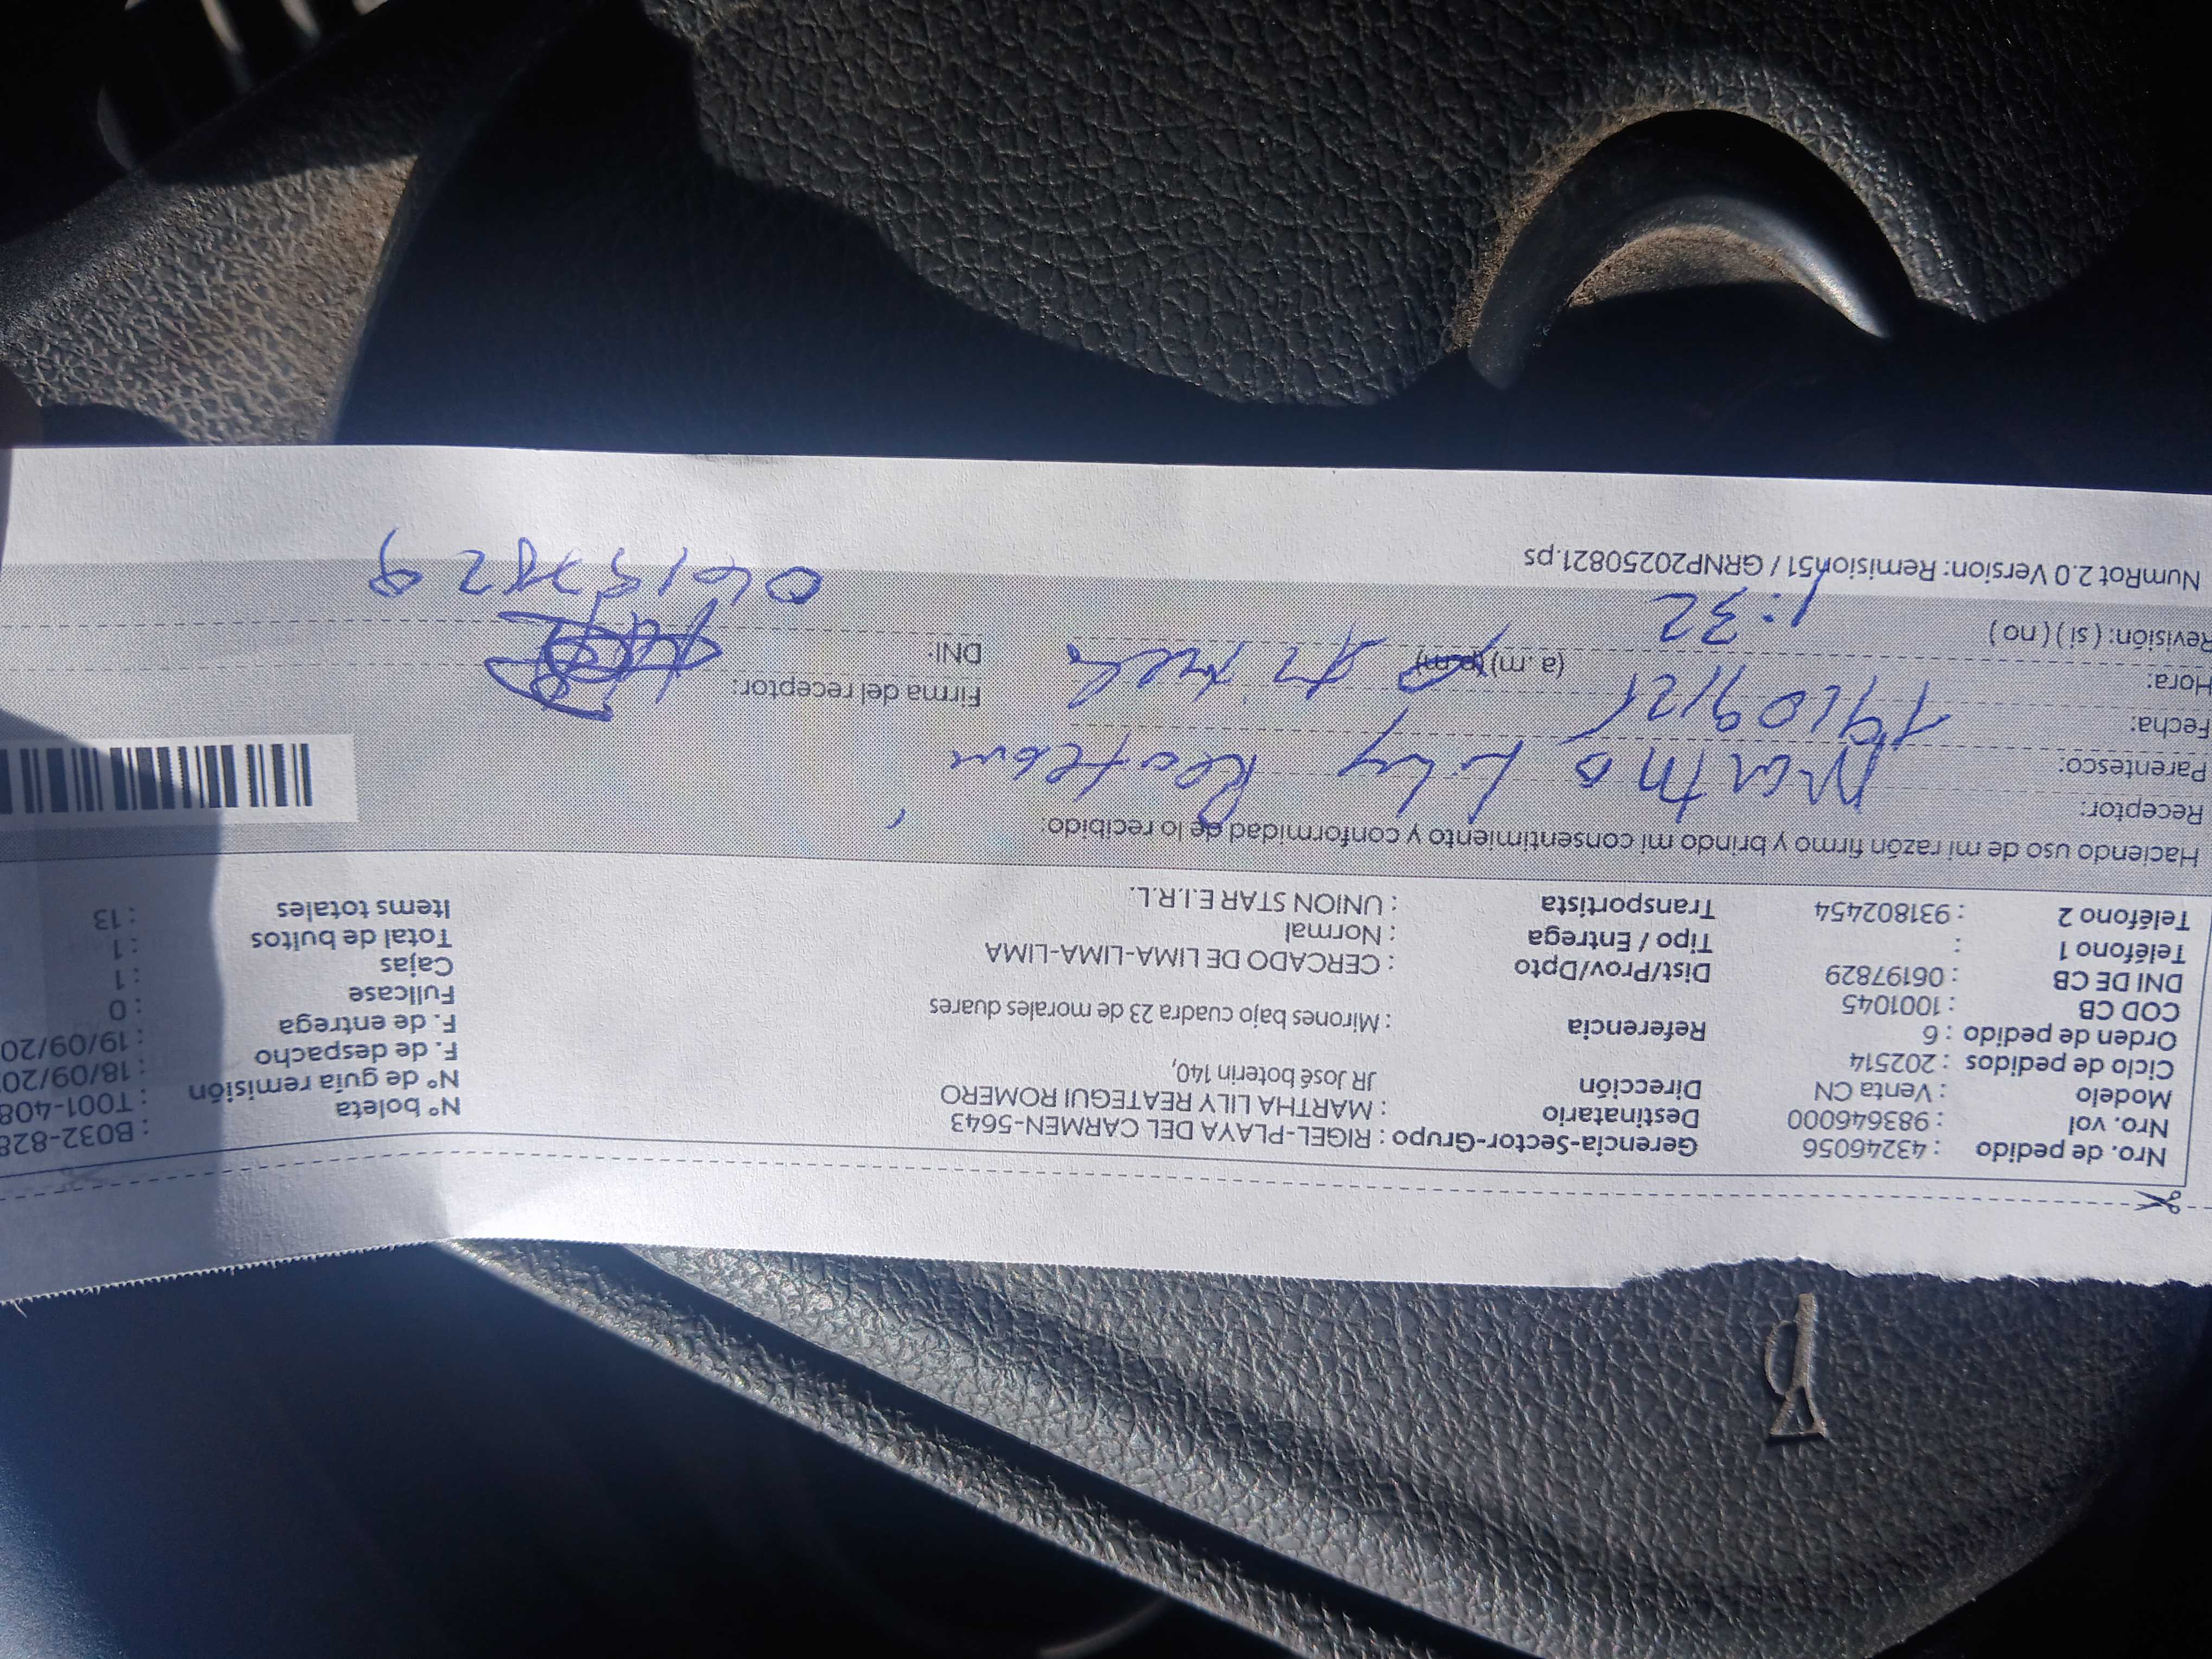 Nro. de pedido : 43246056 Gerencia-Sector-Grupo : RIGEL-PLAYA DEL CARMEN-5643 N° boleta : B032-828
Nro. vol : 983646000 Destinatario : MARTHA LILY REATEGUI ROMERO N° de guía remisión : T001-408
Modelo : Venta CN Dirección JR José boterin 140, F. de despacho : 18/09/20
Ciclo de pedidos : 202514 F. de entrega : 19/09/20
Orden de pedido : 6 Referencia : Mirones bajo cuadra 23 de morales duares Fullcase : 0
COD CB : 1001045 Cajas : 1
DNI DE CB : 06197829 Dist/Prov/Dpto : CERCADO DE LIMA-LIMA-LIMA Total de bultos : 1
Teléfono 1 : Tipo / Entrega : Normal Items totales : 13
Teléfono 2 : 931802454 Transportista : UNION STAR E.I.R.L.
Haciendo uso de mi razón firmo y brindo mi consentimiento y conformidad de lo recibido:
Receptor: Martha Lily
Parentesco:
Fecha: 19/09/25 Firma del receptor:
Hora: 1:32 (a.m) (p.m) DNI:
Revisión: ( si ) ( no )
NumRot 2.0 Version: Remision51 / GRNP20250821.ps